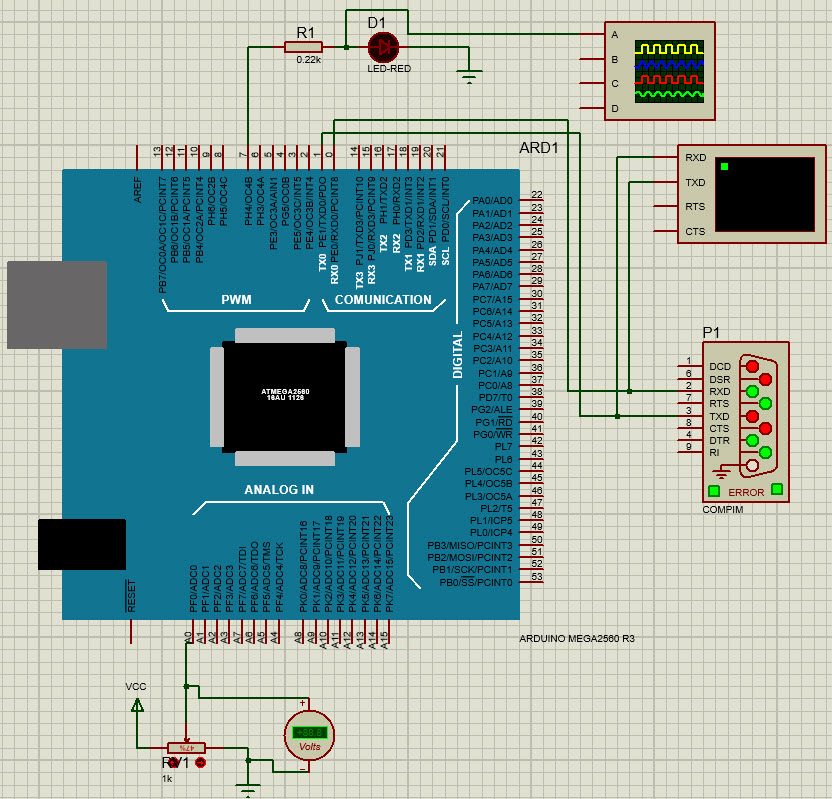 R1
0.22k
D1
LED-RED
A
B
C
D
ARD1
AREF
13
12
11
10
9
8
7
6
5
4
3
2
1
0
14
15
16
17
18
19
20
21
PB7/OC0A/OC1C/PCINT7
PB6/OC1B/PCINT6
PB5/OC1A/PCINT5
PB4/OC2A/PCINT4
PH6/OC2B
PH5/OC4C
PH4/OC4B
PH3/OC4A
PE3/OC3A/AIN1
PG5/OC0B
PE5/OC3C/INT5
PE4/OC3B/INT4
PE1/TXD0/PDO
PE0/RXD0/PCINT8
PJ1/TXD3/PCINT10
PJ0/RXD3/PCINT9
PH1/TXD2
PH0/RXD2
PD3/TXD1/INT3
PD2/RXD1/INT2
PD1/SDA/INT1
PD0/SCL/INT0
TX0
RX0
TX3
RX3
TX2
RX2
TX1
RX1
SDA
SCL
PWM
COMUNICATION
DIGITAL
PA0/AD0 22
PA1/AD1 23
PA2/AD2 24
PA3/AD3 25
PA4/AD4 26
PA5/AD5 27
PA6/AD6 28
PA7/AD7 29
PC7/A15 30
PC6/A14 31
PC5/A13 32
PC4/A12 33
PC3/A11 34
PC2/A10 35
PC1/A9 36
PC0/A8 37
PD7/T0 38
PG2/ALE 39
PG1/RD 40
PG0/WR 41
PL7 42
PL6 43
PL5/OC5C 44
PL4/OC5B 45
PL3/OC5A 46
PL2/T5 47
PL1/ICP5 48
PL0/ICP4 49
PB3/MISO/PCINT3 50
PB2/MOSI/PCINT2 51
PB1/SCK/PCINT1 52
PB0/SS/PCINT0 53
RXD
TXD
RTS
CTS
P1
1 DCD
6 DSR
2 RXD
7 RTS
3 TXD
8 CTS
4 DTR
9 RI
ERROR
COMPIM
ATMEGA2560
16AU 1126
ANALOG IN
RESET
PF0/ADC0
PF1/ADC1
PF2/ADC2
PF3/ADC3
PF7/ADC7/TDI
PF6/ADC6/TDO
PF5/ADC5/TMS
PF4/ADC4/TCK
PK0/ADC8/PCINT16
PK1/ADC9/PCINT17
PK2/ADC10/PCINT18
PK3/ADC11/PCINT19
PK4/ADC12/PCINT20
PK5/ADC13/PCINT21
PK6/ADC14/PCINT22
PK7/ADC15/PCINT23
A0
A1
A2
A3
A7
A6
A5
A4
A8
A9
A10
A11
A12
A13
A14
A15
ARDUINO MEGA2560 R3
VCC
47%
RV1
1k
+
+88.8
Volts